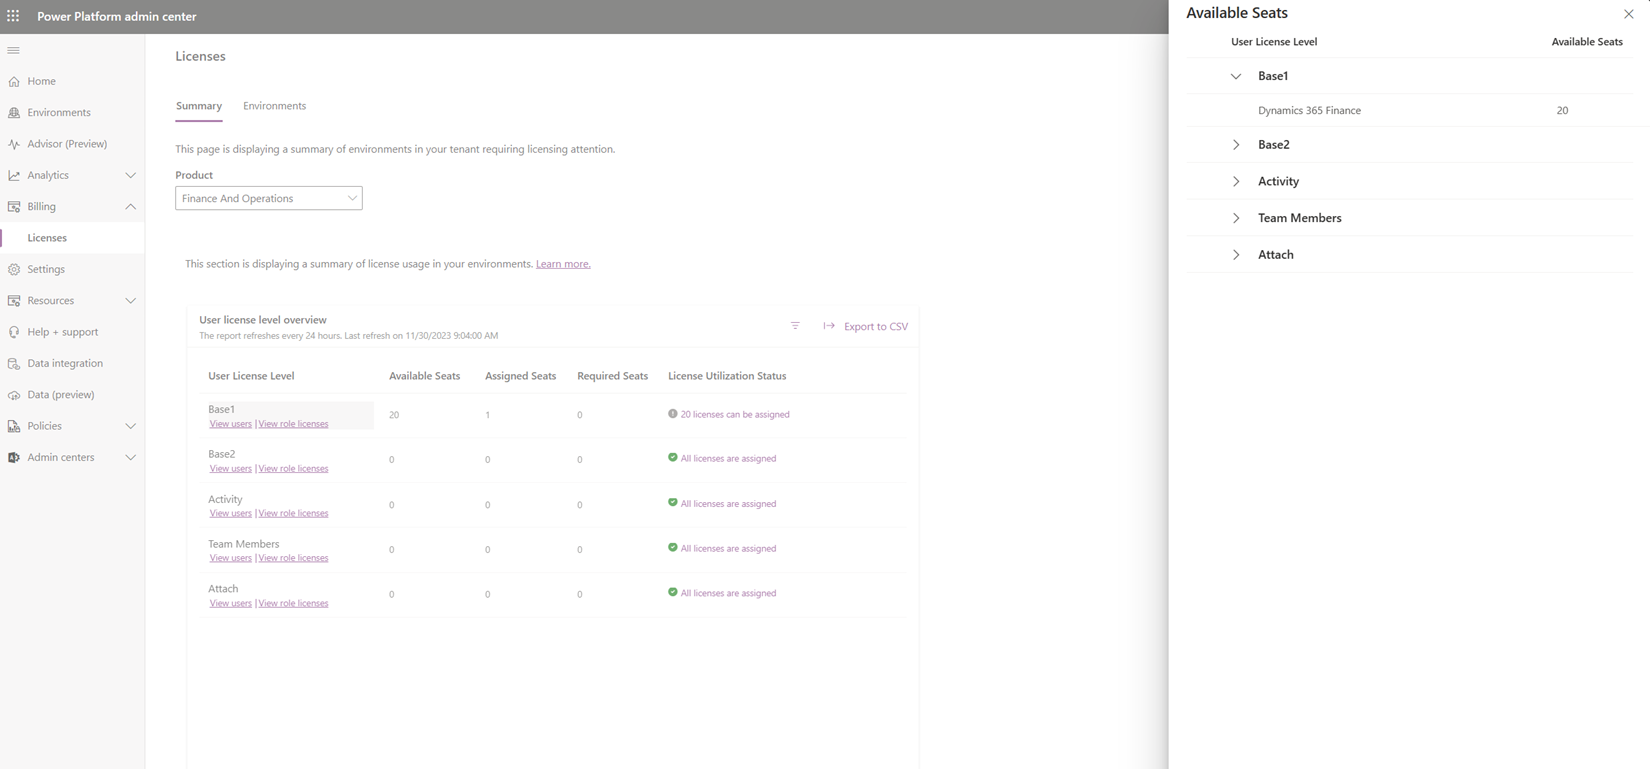 Power Platform admin center
Home
Environments
Advisor (Preview)
Analytics
Billing
Licenses
Settings
Resources
Help + support
Data integration
Data (preview)
Policies
Admin centers
Licenses
Summary Environments
This page is displaying a summary of environments in your tenant requiring licensing attention.
Product
Finance And Operations
This section is displaying a summary of license usage in your environments. Learn more.
User license level overview
The report refreshes every 24 hours. Last refresh on 11/30/2023 9:04:00 AM
Export to CSV
User License Level Available Seats Assigned Seats Required Seats License Utilization Status
Base1 20 1 0 20 licenses can be assigned
View users | View role licenses
Base2 0 0 0 All licenses are assigned
View users | View role licenses
Activity 0 0 0 All licenses are assigned
View users | View role licenses
Team Members 0 0 0 All licenses are assigned
View users | View role licenses
Attach 0 0 0 All licenses are assigned
View users | View role licenses
Available Seats
User License Level Available Seats
Base1
Dynamics 365 Finance 20
Base2
Activity
Team Members
Attach